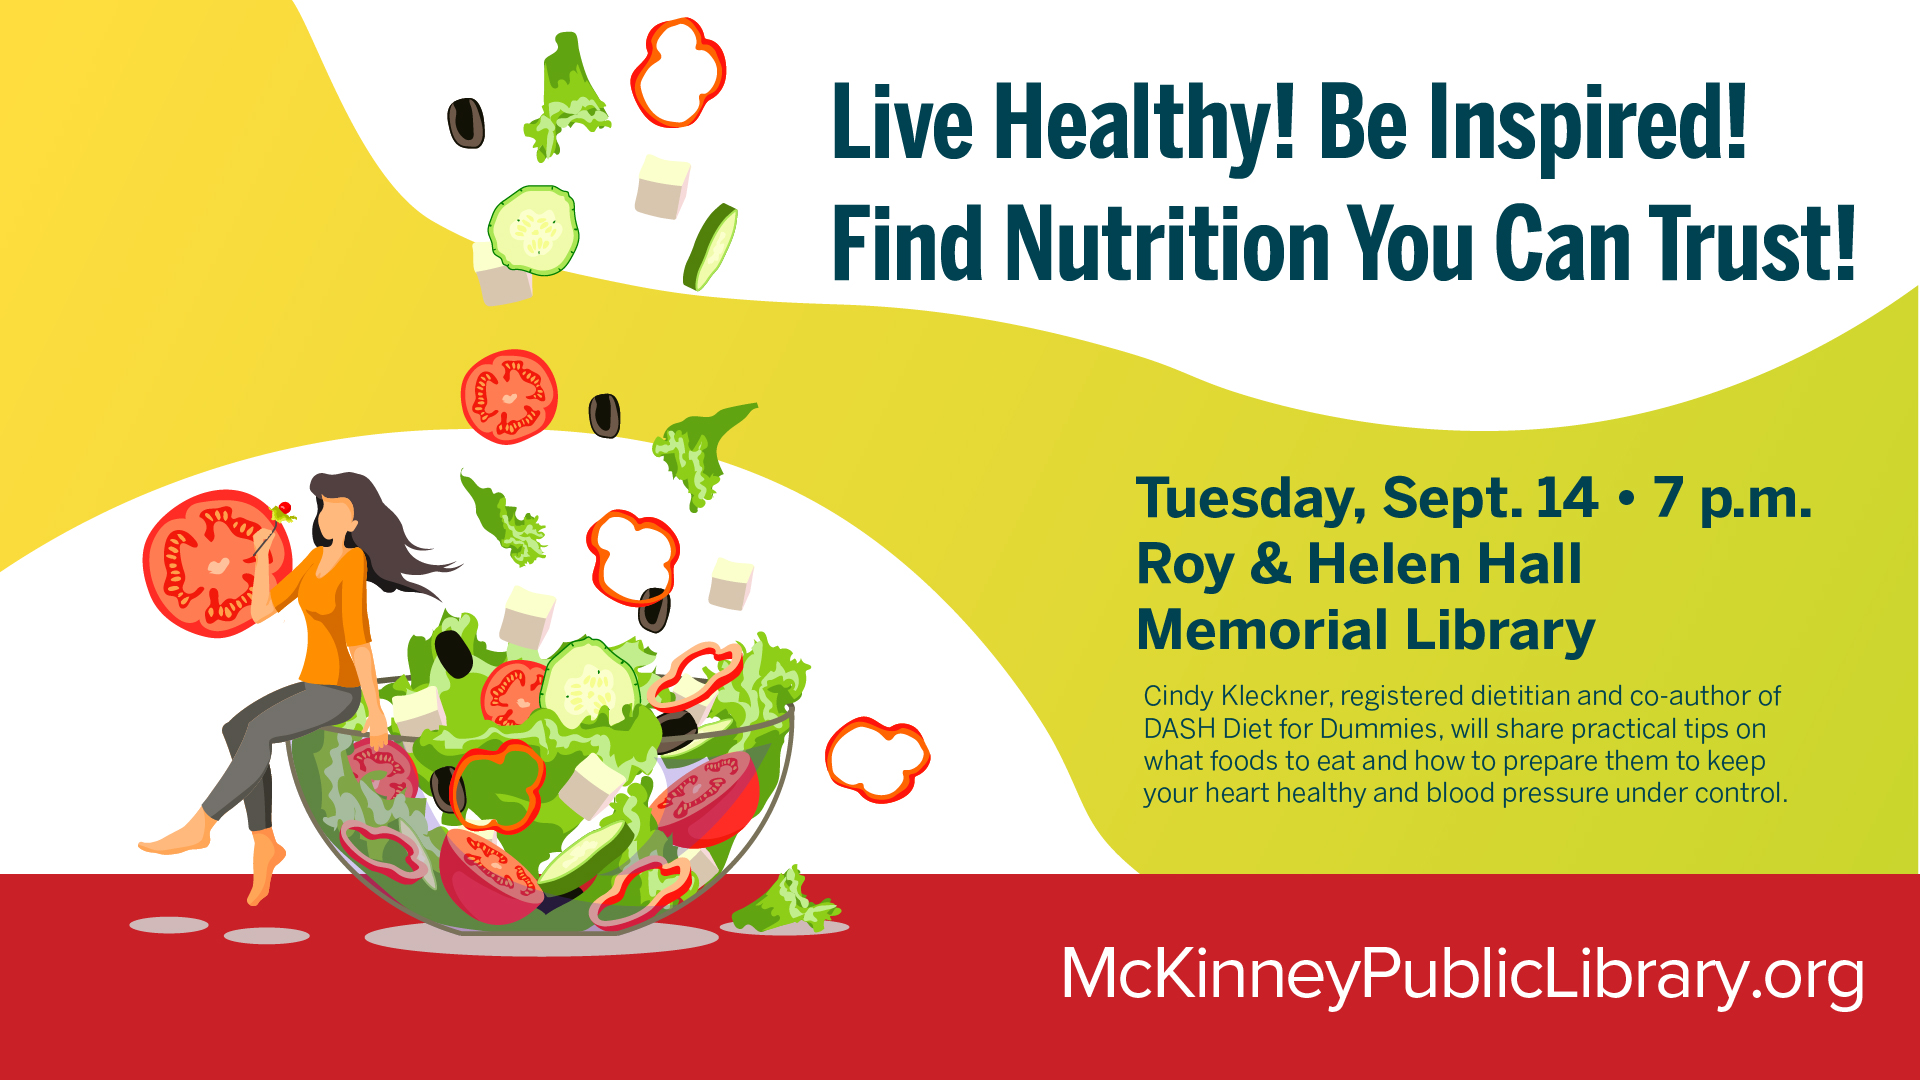 Live Healthy! Be Inspired!
Find Nutrition You Can Trust!
Tuesday, Sept. 14 • 7 p.m.
Roy & Helen Hall
Memorial Library
Cindy Kleckner, registered dietitian and co-author of
DASH Diet for Dummies, will share practical tips on
what foods to eat and how to prepare them to keep
your heart healthy and blood pressure under control.
McKinneyPublicLibrary.org